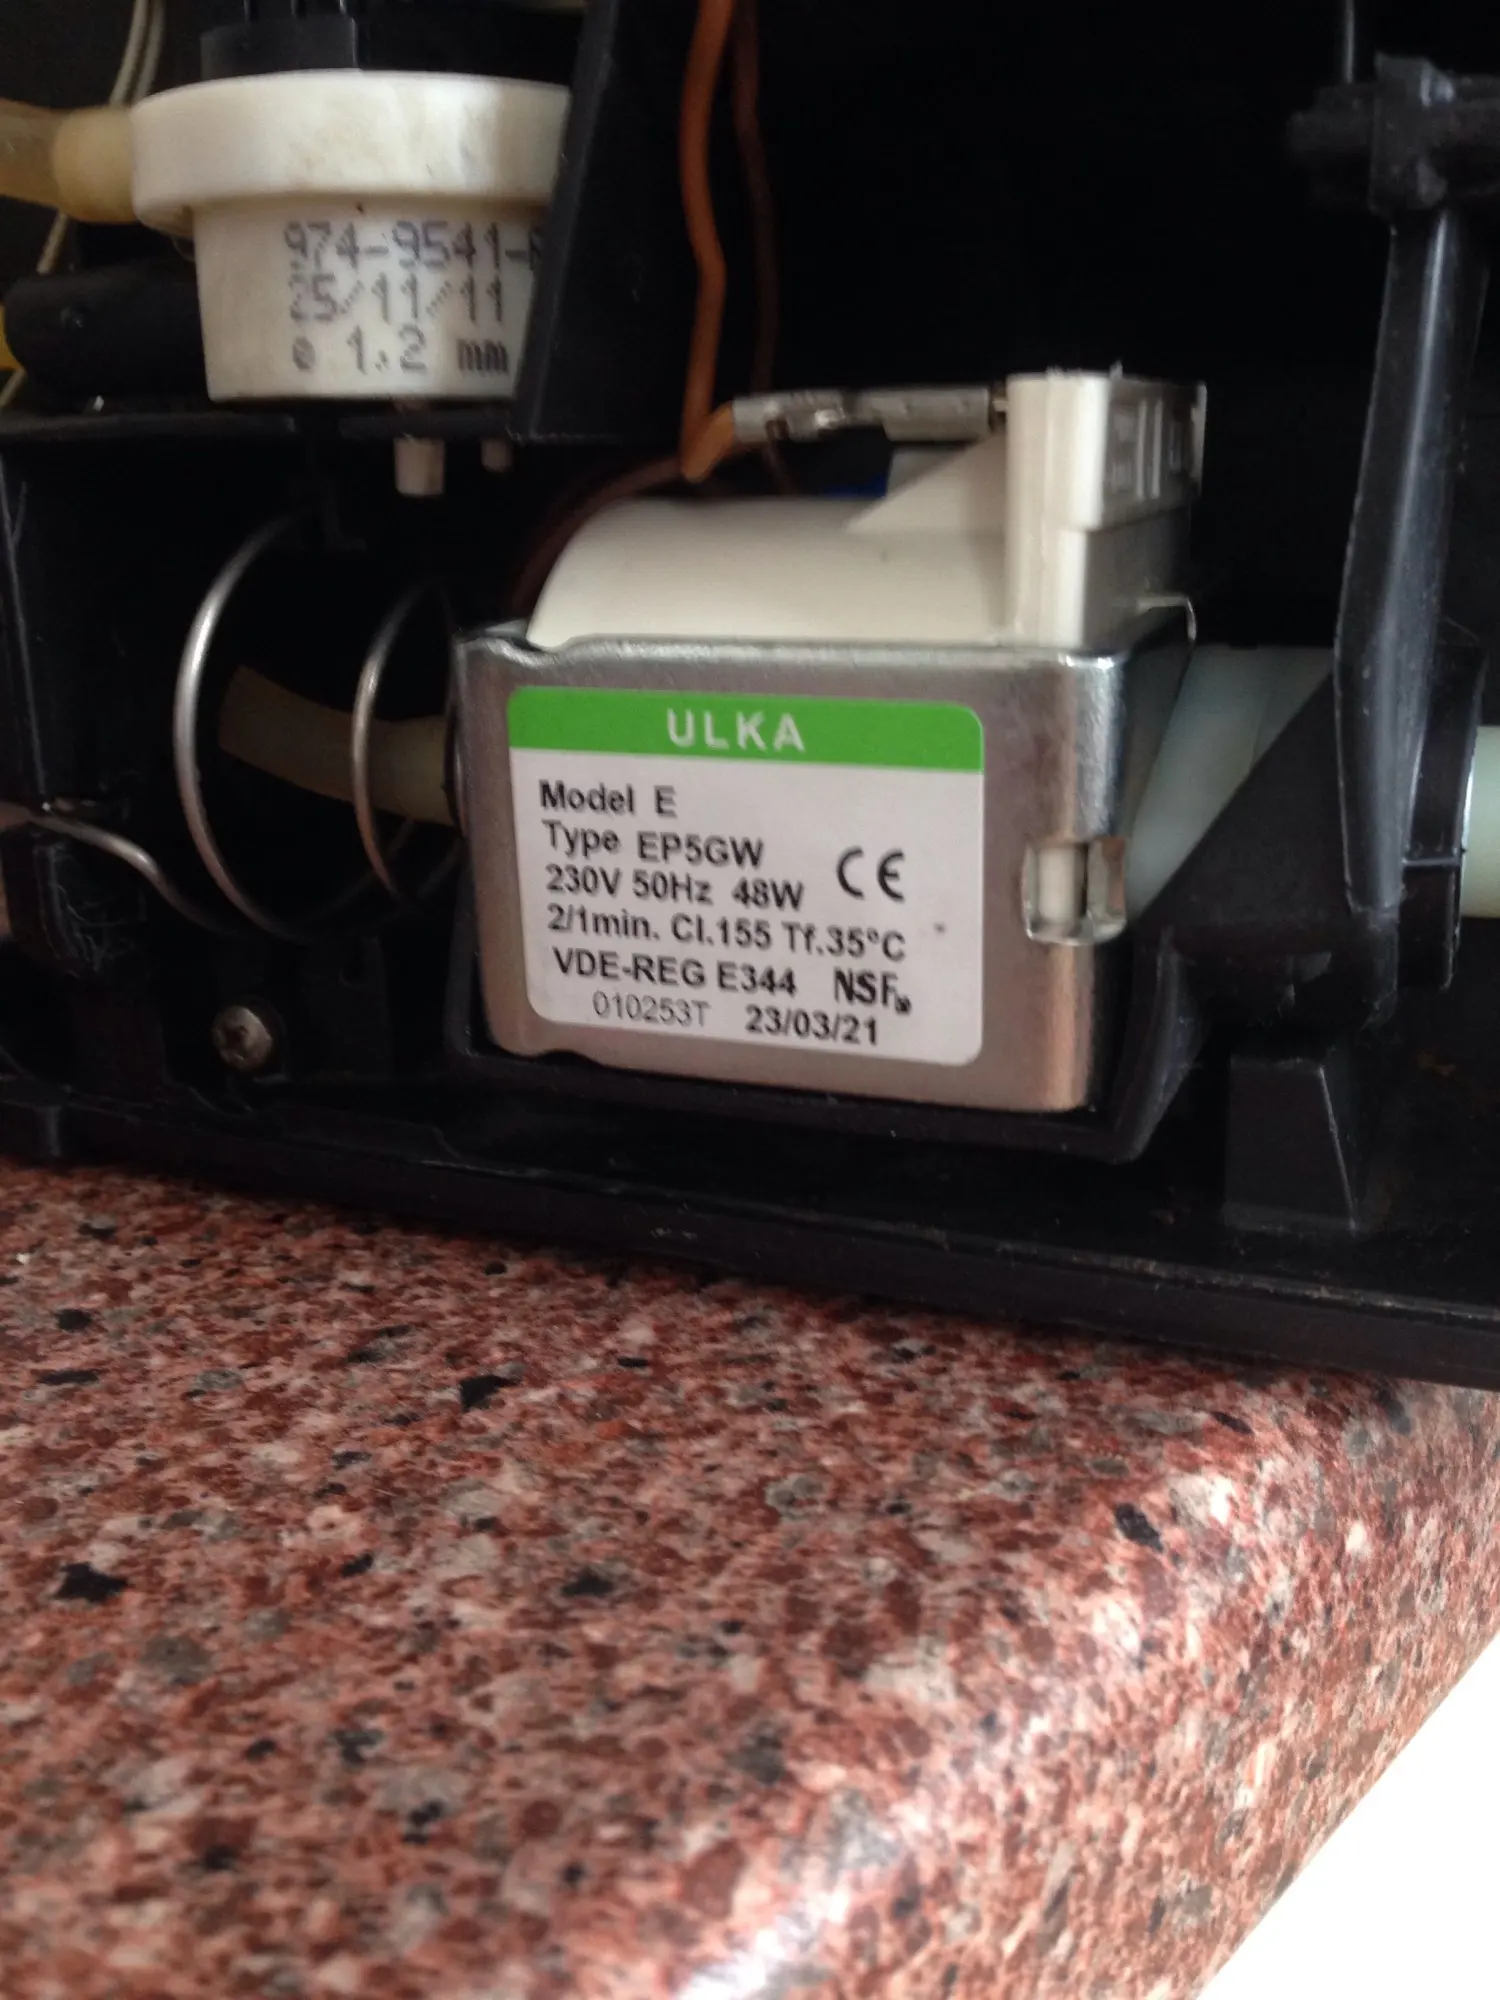 974-9541-
25/11/11
ø 1.2 mm
ULKA
Model E
Type EP5GW
CE
230V 50Hz 48W
2/1min. Cl.155 Tf.35°C
VDE-REG E344 NSF
010253T 23/03/21